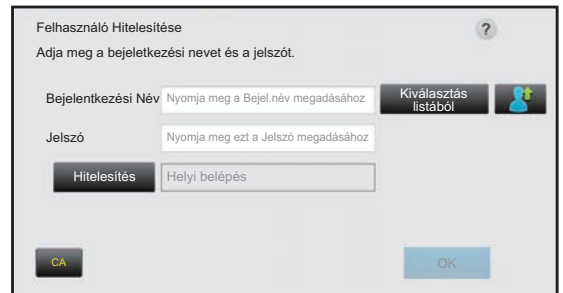 Felhasználó Hitelesítése
?
Adja meg a bejeletkezési nevet és a jelszót.
Bejelentkezési Név Nyomja meg a Bejel.név megadásához Kiválasztás
listából
Jelszó Nyomja meg ezt a Jelszó megadásához
Hitelesítés Helyi belépés
CA OK